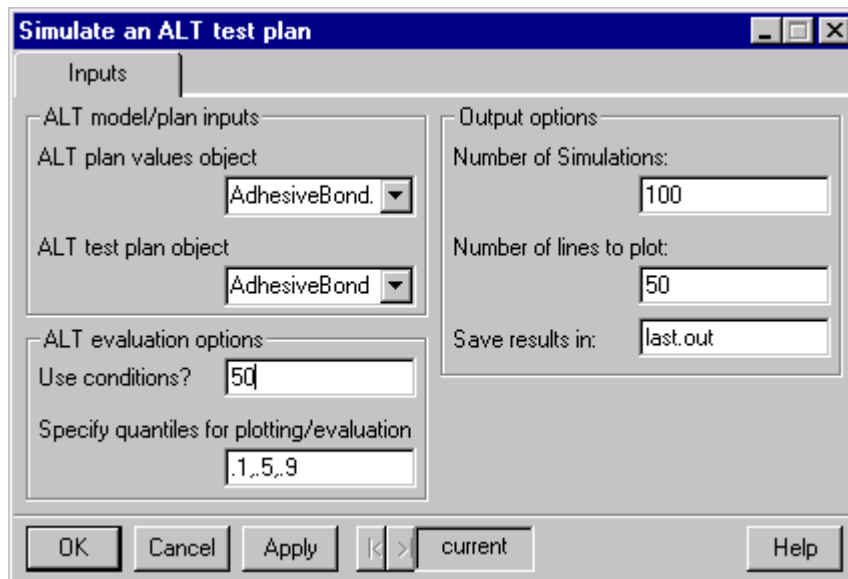 Simulate an ALT test plan
Inputs
ALT model/plan inputs
ALT plan values object
AdhesiveBond.
ALT test plan object
AdhesiveBond
ALT evaluation options
Use conditions? 50
Specify quantiles for plotting/evaluation
.1,.5,.9
Output options
Number of Simulations:
100
Number of lines to plot:
50
Save results in: last.out
OK Cancel Apply |< >| current Help